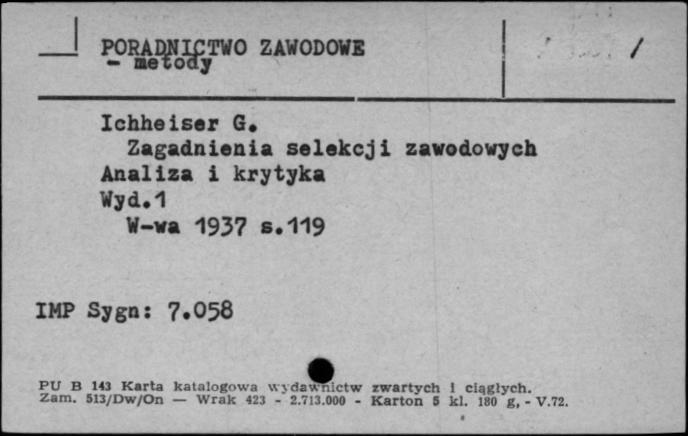 PORADNICTWO ZAWODOWE
- metody
/
Ichheiser G.
Zagadnienia selekcji zawodowych
Analiza i krytyka
Wyd.1
W-wa 1937 s.119
IMP Sygn: 7.058
PU B 143 Karta katalogowa wydawnictw zwartych i ciągłych.
Zam. 513/Dw/On — Wrak 423 - 2.713.000 - Karton 5 kl. 180 g, - V.72.